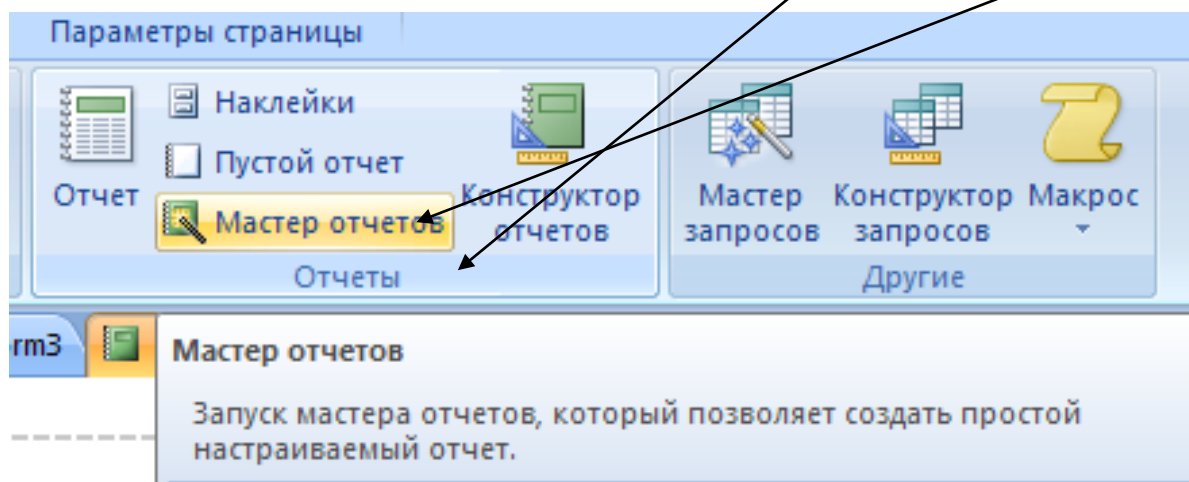 Параметры страницы
Наклейки
Пустой отчет
Отчет
Мастер отчетов
Конструктор
отчетов
Мастер
запросов
Конструктор
запросов
Макрос
Отчеты
Другие
rm3
Мастер отчетов
Запуск мастера отчетов, который позволяет создать простой
настраиваемый отчет.